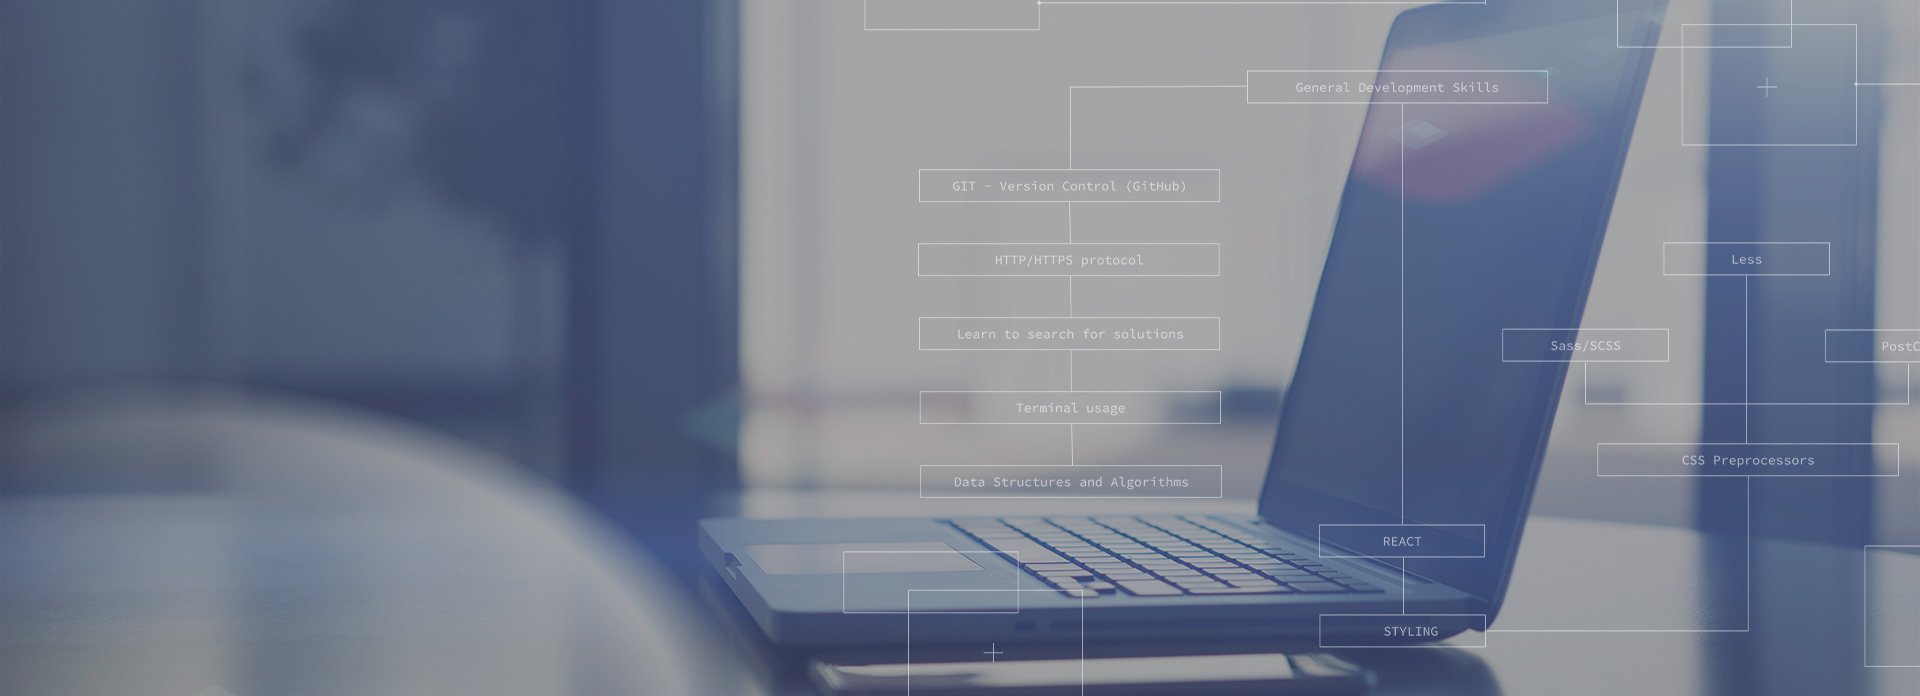 General Development Skills
GIT - Version Control (GitHub)
HTTP/HTTPS protocol
Learn to search for solutions
Terminal usage
Data Structures and Algorithms
Less
Sass/SCSS
PostC
CSS Preprocessors
REACT
STYLING